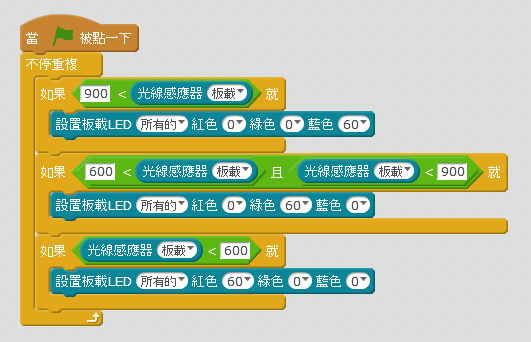 當 被點一下
不停重複
如果 900 < 光線感應器 板載 就
設置板載LED 所有的 紅色 0 綠色 0 藍色 60
如果 600 < 光線感應器 板載 且 光線感應器 板載 < 900 就
設置板載LED 所有的 紅色 0 綠色 60 藍色 0
如果 光線感應器 板載 < 600 就
設置板載LED 所有的 紅色 60 綠色 0 藍色 0